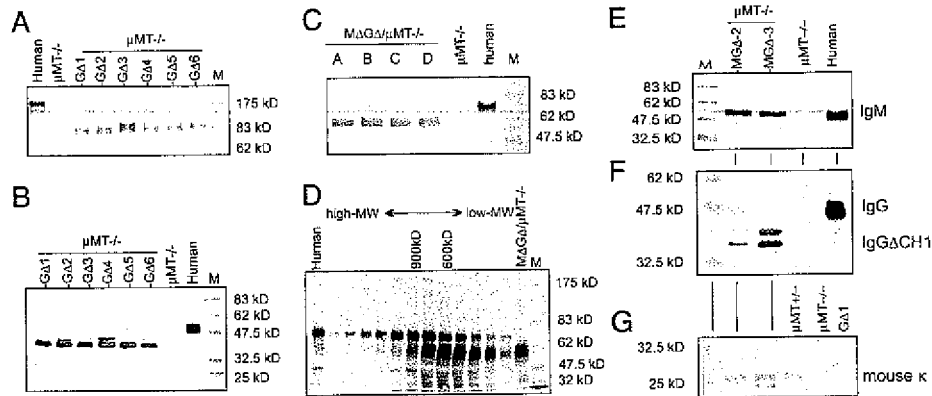 A
µMT-/-
Human
µMT-/-
GΔ1
GΔ2
GΔ3
GΔ4
GΔ5
GΔ6
M
175 kD
83 kD
62 kD
B
µMT-/-
GΔ1
GΔ2
GΔ3
GΔ4
GΔ5
GΔ6
µMT-/-
Human
M
83 kD
62 kD
47.5 kD
32.5 kD
25 kD
C
MΔGΔ/µMT-/-
A
B
C
D
µMT-/-
human
M
83 kD
62 kD
47.5 kD
D
high-MW
low-MW
Human
900kD
600kD
MΔGΔ/µMT-/-
M
175 kD
83 kD
62 kD
47.5 kD
32 kD
E
µMT-/-
M
-MGΔ-2
-MGΔ-3
µMT-/-
Human
83 kD
62 kD
47.5 kD
32.5 kD
IgM
F
62 kD
47.5 kD
32.5 kD
IgG
IgGΔCH1
G
µMT+/-
µMT-/-
GΔ1
32.5 kD
25 kD
mouse κ